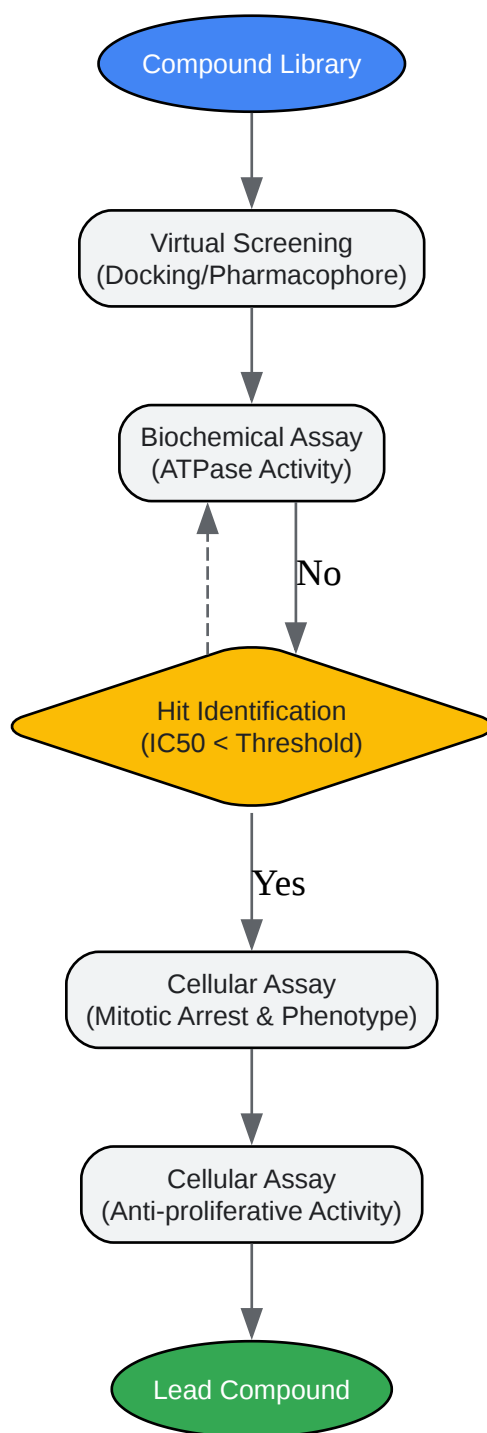 Compound Library
Virtual Screening
(Docking/Pharmacophore)
Biochemical Assay
(ATPase Activity)
No
Hit Identification
(IC50 < Threshold)
Yes
Cellular Assay
(Mitotic Arrest & Phenotype)
Cellular Assay
(Anti-proliferative Activity)
Lead Compound